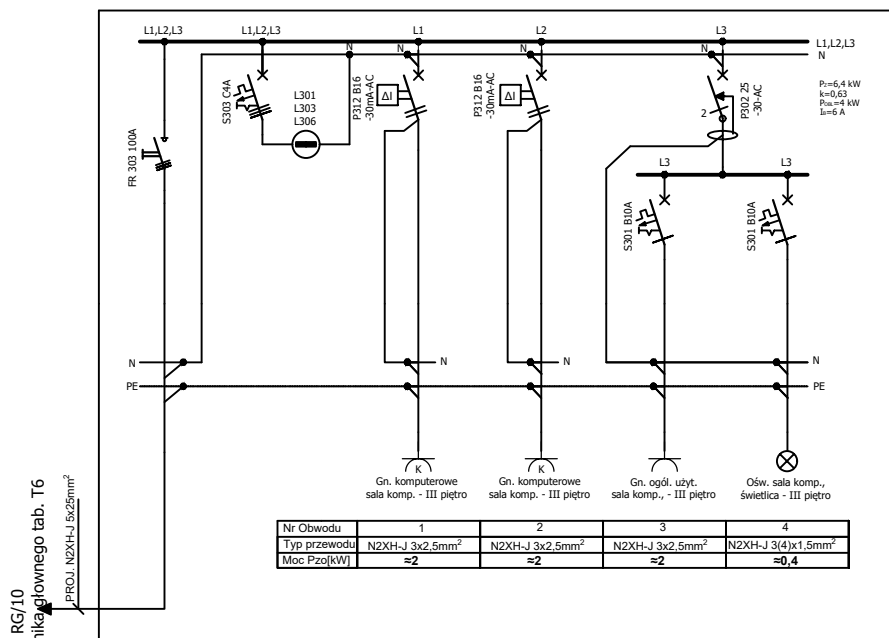 L1,L2,L3
L1,L2,L3
L1
L2
L3
L1,L2,L3
N
N
N
N
N
S303 C4A
L301
L303
L306
P312 B16
-30mA-AC
ΔI
P312 B16
-30mA-AC
ΔI
2
P302 25
-30-AC
Pz=6,4 kW
k=0,63
POBL=4 kW
IB=6 A
FR 303 100A
L3
L3
S301 B10A
S301 B10A
N
N
N
N
PE
PE
K
K
Gn. komputerowe
sala komp. - III piętro
Gn. komputerowe
sala komp. - III piętro
Gn. ogól. użyt.
sala komp., - III piętro
Ośw. sala komp.,
świetlica - III piętro
Nr Obwodu 1 2 3 4
Typ przewodu N2XH-J 3x2,5mm² N2XH-J 3x2,5mm² N2XH-J 3x2,5mm² N2XH-J 3(4)x1,5mm²
Moc Pzo[kW] ≈2 ≈2 ≈2 ≈0,4
PROJ. N2XH-J 5x25mm²
RG/10
nika głownego tab. T6